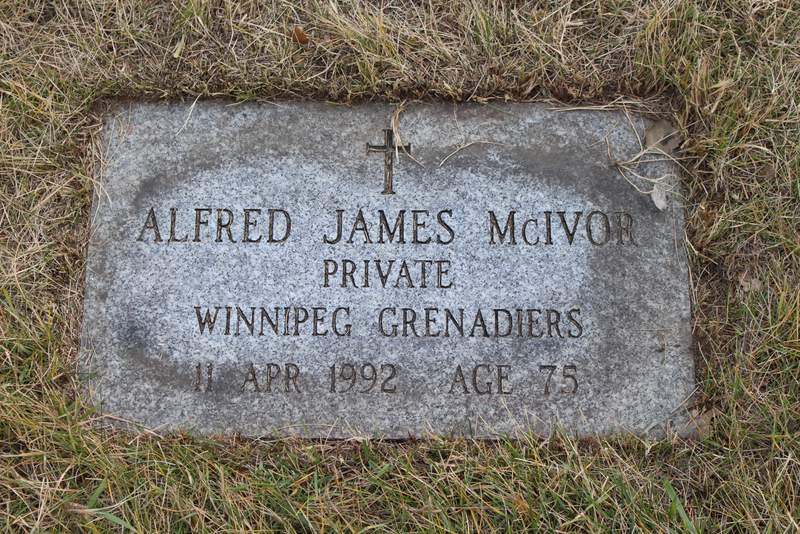 ALFRED JAMES McIVOR
PRIVATE
WINNIPEG GRENADIERS
11 APR 1992 AGE 75